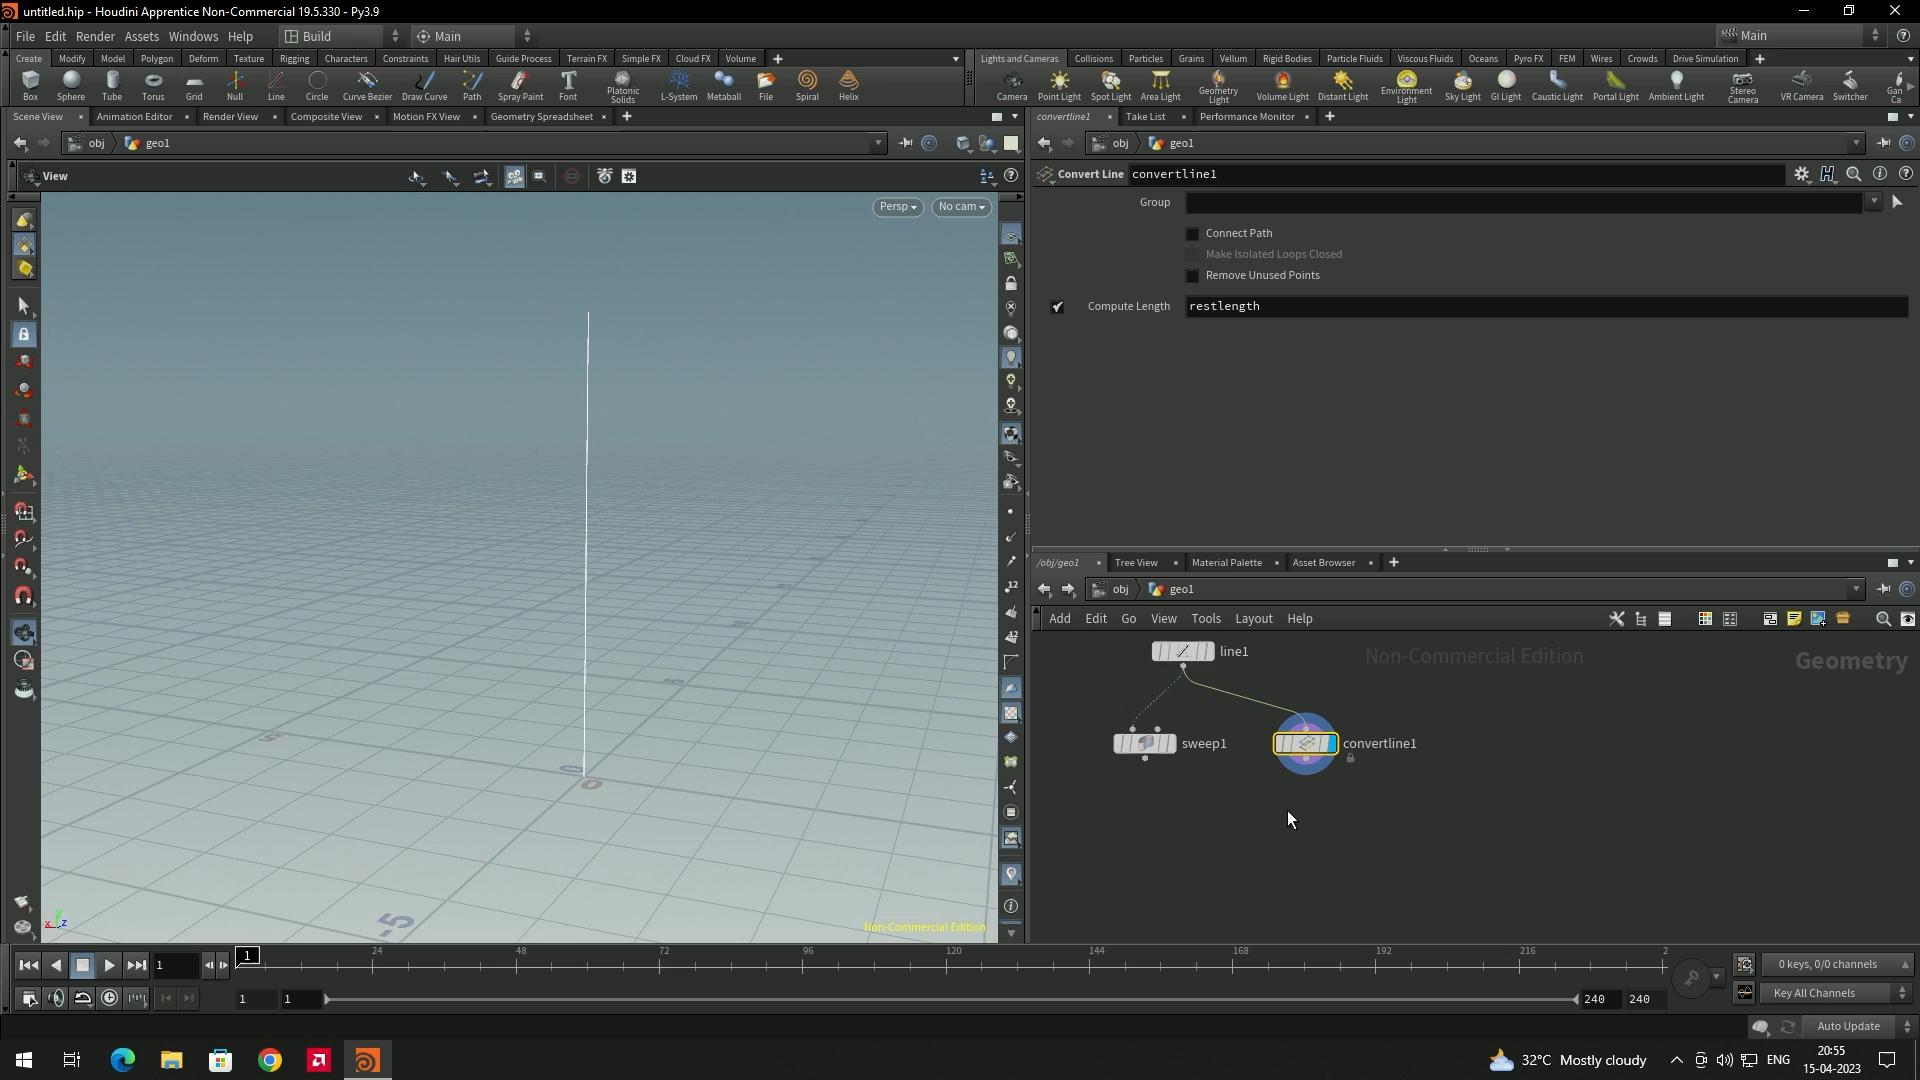 untitled.hip - Houdini Apprentice Non-Commercial 19.5.330 - Py3.9
File Edit Render Assets Windows Help Build Main Main
Create Modify Model Polygon Deform Texture Rigging Characters Constraints Hair Utils Guide Process Terrain FX Simple FX Cloud FX Volume
Lights and Cameras Collisions Particles Grains Vellum Rigid Bodies Particle Fluids Viscous Fluids Oceans Pyro FX FEM Wires Crowds Drive Simulation
Box Sphere Tube Torus Grid Null Line Circle Curve Bezier Draw Curve Path Spray Paint Font Platonic Solids L-System Metaball File Spiral Helix
Camera Point Light Spot Light Area Light Geometry Light Volume Light Distant Light Environment Light Sky Light GI Light Caustic Light Portal Light Ambient Light Stereo Camera VR Camera Switcher Gan Ca
Scene View Animation Editor Render View Composite View Motion FX View Geometry Spreadsheet
convertline1 Take List Performance Monitor
obj geo1
obj geo1
View
Convert Line convertline1
Persp No cam
Group
Connect Path
Make Isolated Loops Closed
Remove Unused Points
Compute Length restlength
/obj/geo1 Tree View Material Palette Asset Browser
obj geo1
Add Edit Go View Tools Layout Help
line1
Non-Commercial Edition
Geometry
sweep1
convertline1
12
12
0
-5
Non-Commercial Edition
x z
1 1 24 48 72 96 120 144 168 192 216 2
0 keys, 0/0 channels
1 1 240 240
Key All Channels
Auto Update
32°C Mostly cloudy
ENG
20:55
15-04-2023